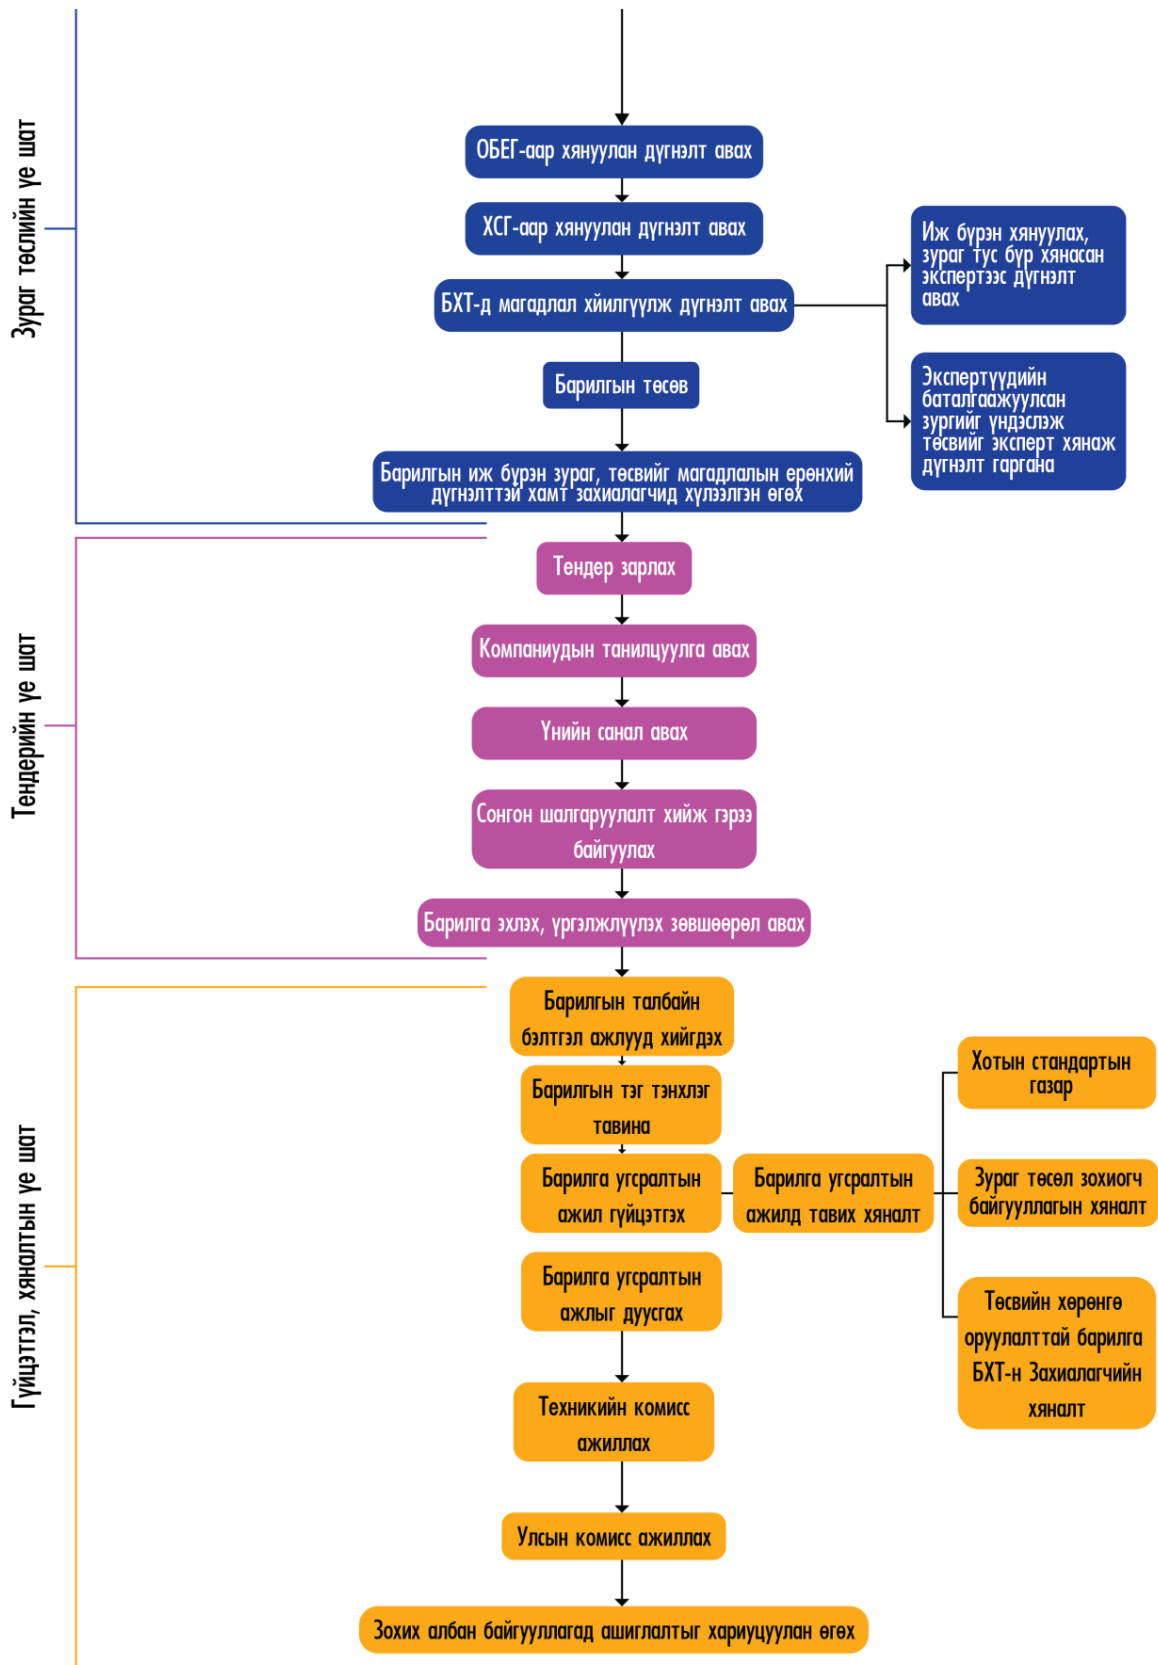 Зураг төслийн үе шат
ОБЕГ-аар хянуулан дүгнэлт авах
ХСГ-аар хянуулан дүгнэлт авах
БХТ-д магадлал хйилгүүлж дүгнэлт авах
Иж бүрэн хянуулах,
зураг тус бүр хянасан
экспертээс дүгнэлт
авах
Экспертүүдийн
баталгаажуулсан
зургийг үндэслэж
төсвийг эксперт хянаж
дүгнэлт гаргана
Барилгын төсөв
Барилгын иж бүрэн зураг, төсвийг магадлалын ерөнхий
дүгнэлттэй хамт захиалагчид хүлээлгэн өгөх
Тендерийн үе шат
Тендер зарлах
Компаниудын танилцуулга авах
Үнийн санал авах
Сонгон шалгаруулалт хийж гэрээ
байгуулах
Барилга эхлэх, үргэлжлүүлэх зөвшөөрөл авах
Гүйцэтгэл, хяналтын үе шат
Барилгын талбайн
бэлтгэл ажлууд хийгдэх
Барилгын тэг тэнхлэг
тавина
Барилга угсралтын
ажил гүйцэтгэх
Барилга угсралтын
ажилд тавих хяналт
Хотын стандартын
газар
Зураг төсөл зохиогч
байгууллагын хяналт
Төсвийн хөрөнгө
оруулалттай барилга
БХТ-н Захиалагчийн
хяналт
Барилга угсралтын
ажлыг дуусгах
Техникийн комисс
ажиллах
Улсын комисс ажиллах
Зохих албан байгууллагад ашиглалтыг хариуцуулан өгөх